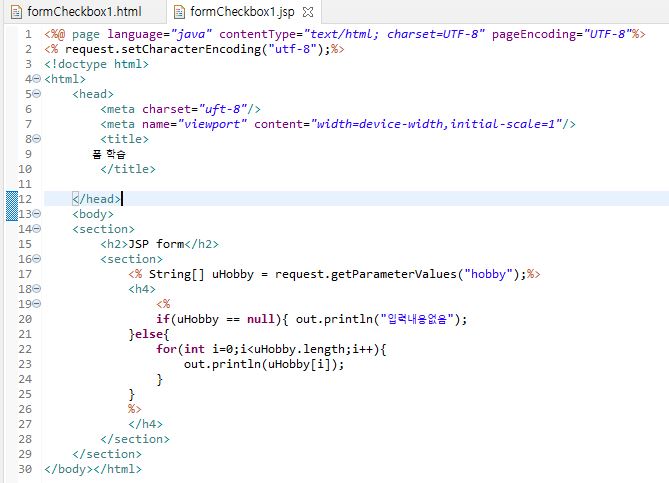 formCheckbox1.html formCheckbox1.jsp
1 <%@ page language="java" contentType="text/html; charset=UTF-8" pageEncoding="UTF-8"%>
2 <% request.setCharacterEncoding("utf-8");%>
3 <!doctype html>
4 <html>
5 <head>
6 <meta charset="uft-8"/>
7 <meta name="viewport" content="width=device-width,initial-scale=1"/>
8 <title>
9 폼 학습
10 </title>
11
12 </head>
13 <body>
14 <section>
15 <h2>JSP form</h2>
16 <section>
17 <% String[] uHobby = request.getParameterValues("hobby");%>
18 <h4>
19 <%
20 if(uHobby == null){ out.println("입력내용없음");
21 }else{
22 for(int i=0;i<uHobby.length;i++){
23 out.println(uHobby[i]);
24 }
25 }
26 %>
27 </h4>
28 </section>
29 </section>
30 </body></html>